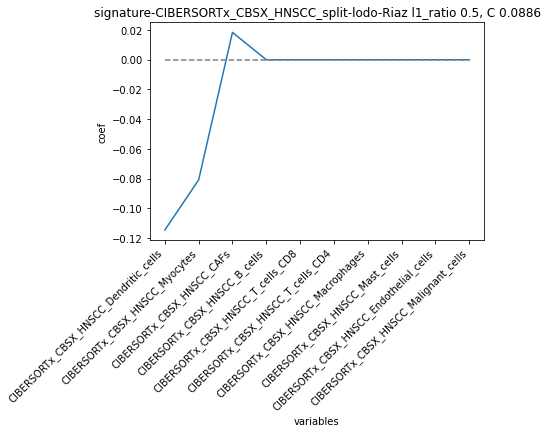 signature-CIBERSORTx_CBSX_HNSCC_split-lodo-Riaz l1_ratio 0.5, C 0.0886
0.02
0.00
−0.02
−0.04
−0.06
−0.08
−0.10
−0.12
coef
CIBERSORTx_CBSX_HNSCC_Dendritic_cells
CIBERSORTx_CBSX_HNSCC_Myocytes
CIBERSORTx_CBSX_HNSCC_CAFs
CIBERSORTx_CBSX_HNSCC_B_cells
CIBERSORTx_CBSX_HNSCC_T_cells_CD8
CIBERSORTx_CBSX_HNSCC_T_cells_CD4
CIBERSORTx_CBSX_HNSCC_Macrophages
CIBERSORTx_CBSX_HNSCC_Mast_cells
CIBERSORTx_CBSX_HNSCC_Endothelial_cells
CIBERSORTx_CBSX_HNSCC_Malignant_cells
variables